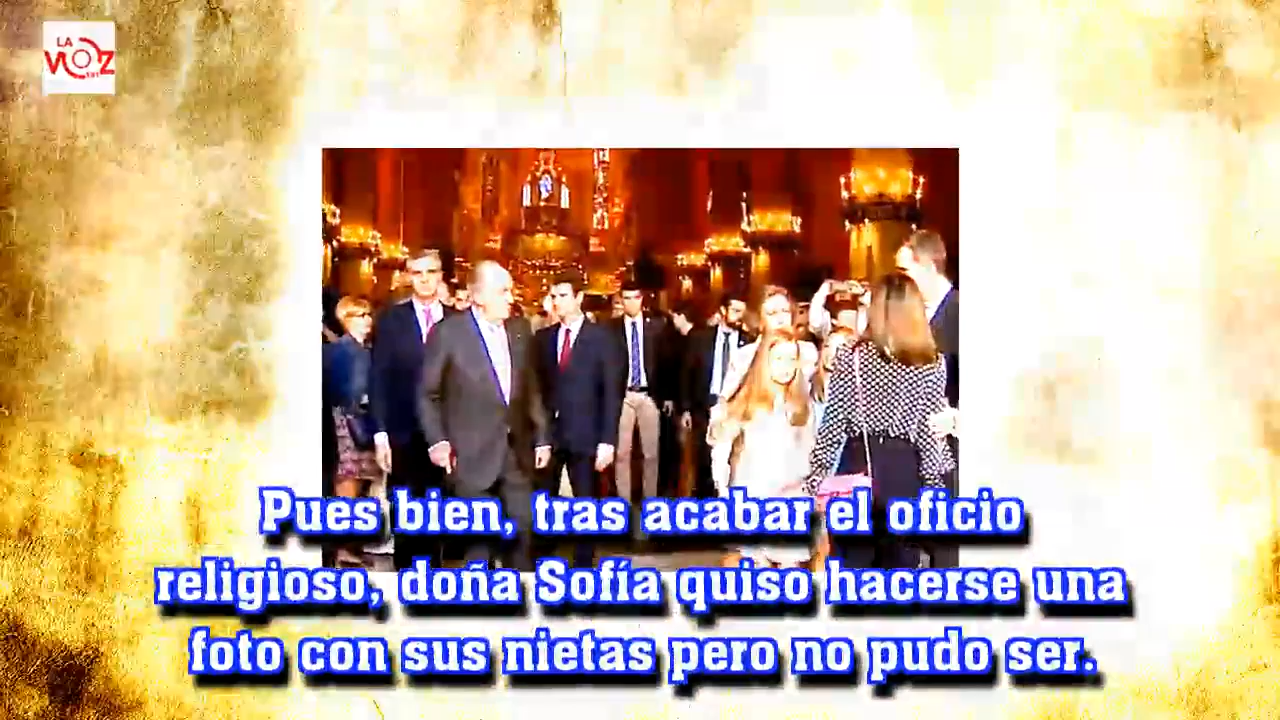 LA
VOZ
Pues bien, tras acabar el oficio
religioso, doña Sofía quiso hacerse una
foto con sus nietas pero no pudo ser.